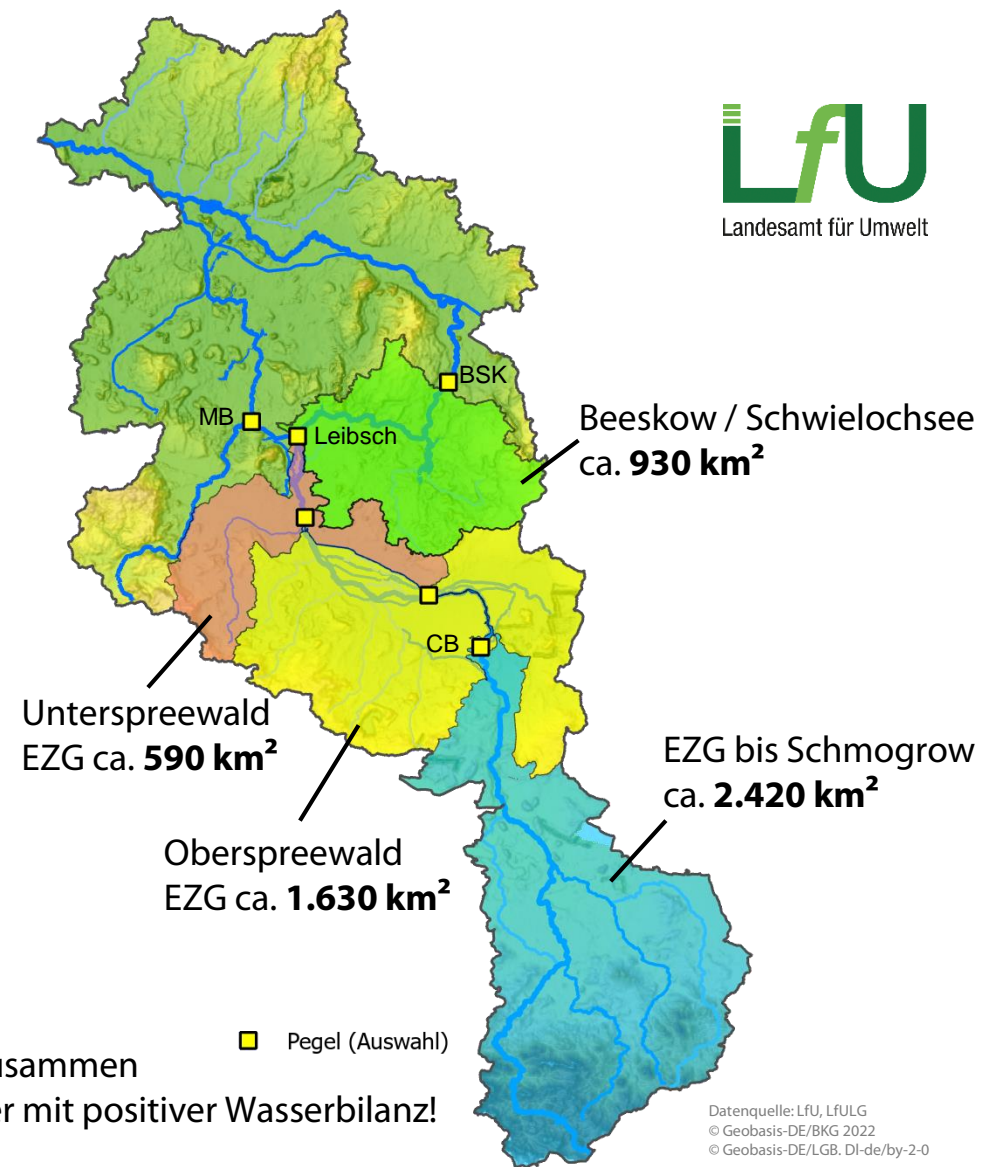 LfU
Landesamt für Umwelt
BSK
MB
Leibsch
Beeskow / Schwielochsee
ca. 930 km²
CB
Unterspreewald
EZG ca. 590 km²
EZG bis Schmogrow
ca. 2.420 km²
Oberspreewald
EZG ca. 1.630 km²
Pegel (Auswahl)
usammen
er mit positiver Wasserbilanz!
Datenquelle: LfU, LfULG
© Geobasis-DE/BKG 2022
© Geobasis-DE/LGB. Dl-de/by-2-0